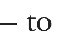 – to